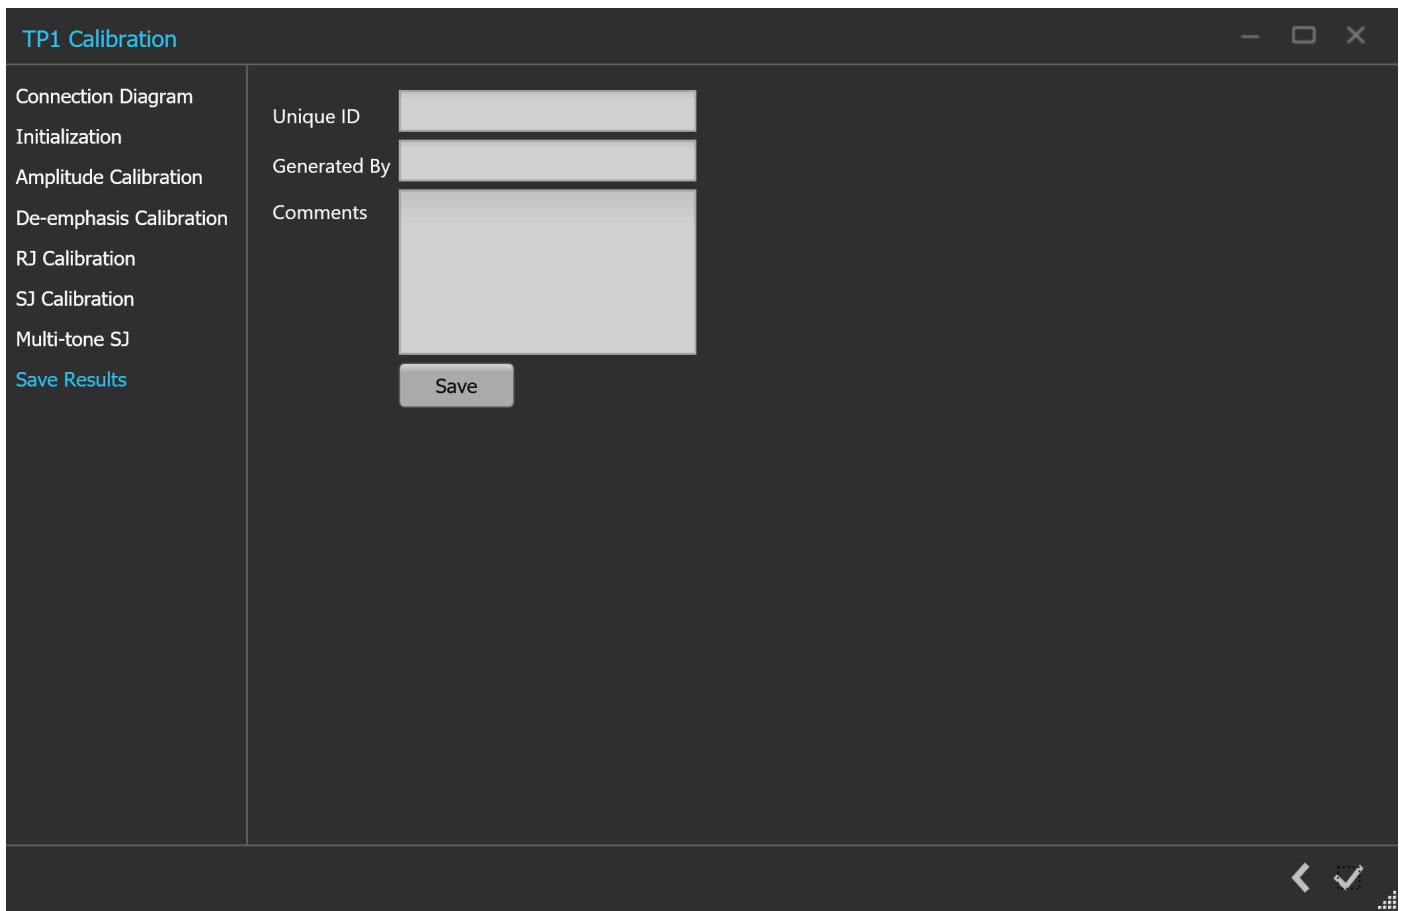 TP1 Calibration
Connection Diagram
Initialization
Amplitude Calibration
De-emphasis Calibration
RJ Calibration
SJ Calibration
Multi-tone SJ
Save Results
Unique ID
Generated By
Comments
Save